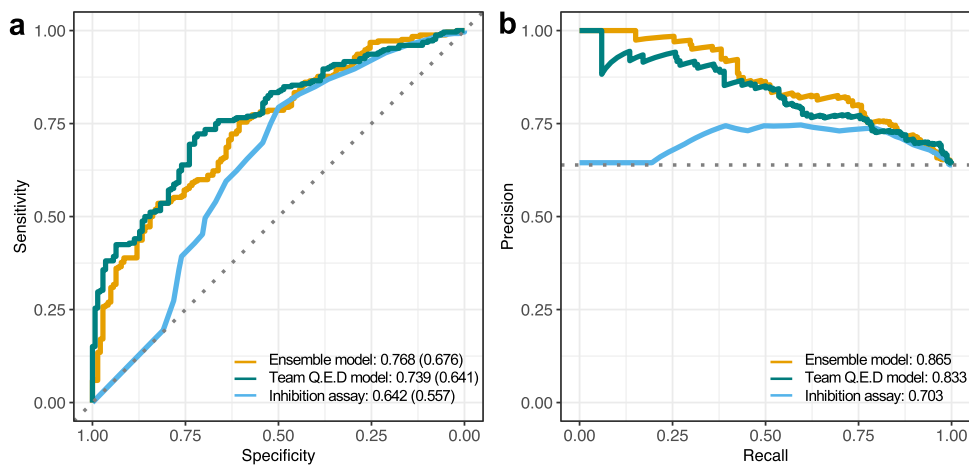 a
1.00
0.75
0.50
0.25
0.00
Sensitivity
1.00 0.75 0.50 0.25 0.00
Specificity
Ensemble model: 0.768 (0.676)
Team Q.E.D model: 0.739 (0.641)
Inhibition assay: 0.642 (0.557)
b
1.00
0.75
0.50
0.25
0.00
Precision
0.00 0.25 0.50 0.75 1.00
Recall
Ensemble model: 0.865
Team Q.E.D model: 0.833
Inhibition assay: 0.703